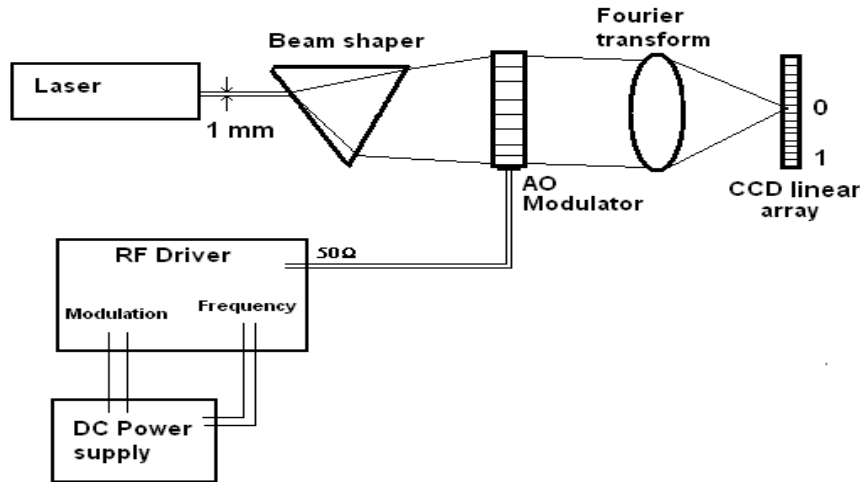 Beam shaper
Fourier
transform
Laser
1 mm
0
1
AO
Modulator
CCD linear
array
RF Driver
50Ω
Modulation
Frequency
DC Power
supply